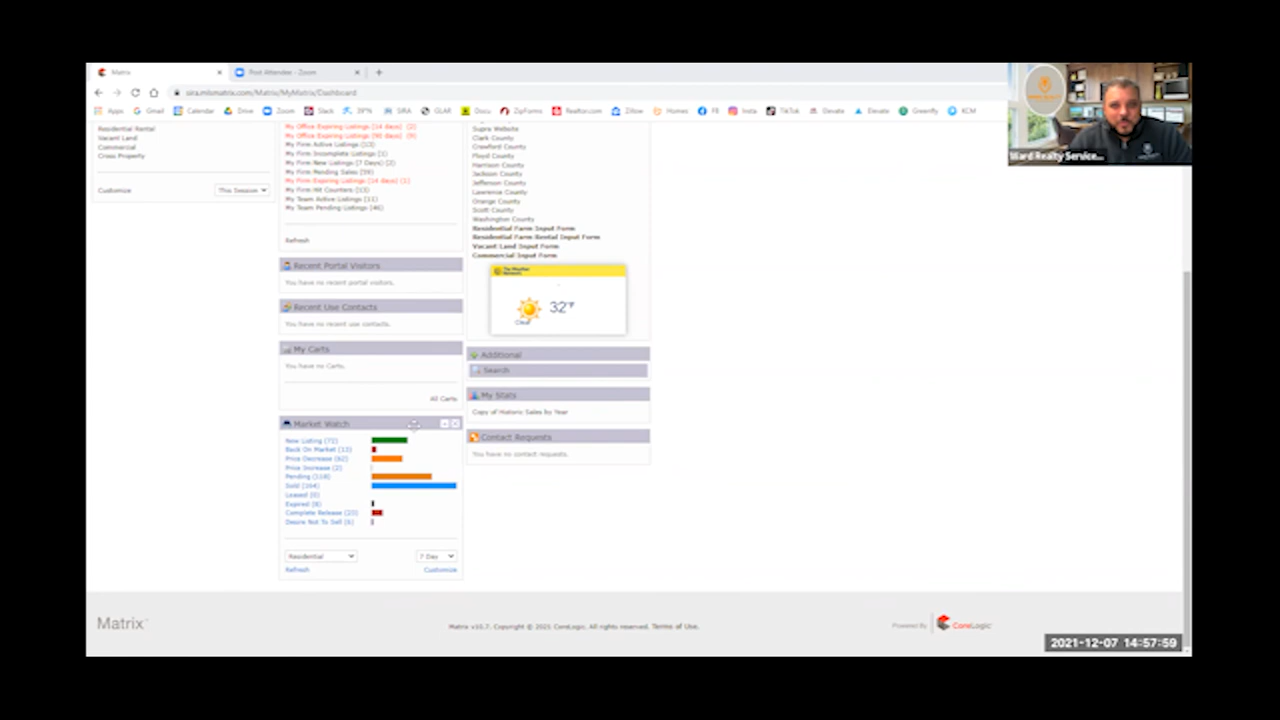 Matrix
Post Attendee - Zoom
sira.mlsmatrix.com/Matrix/MyMatrix/Dashboard
Apps Gmail Calendar Drive Zoom Slack SIRA GLAR Docu ZipForms Realtor.com Zillow Homes FB Insta TikTok Elevate Elevate Greenify KCM
Ward Realty Service...
Residential Rental
Vacant Land
Commercial
Cross Property
Customize
This Session
My Office Expiring Listings (14 days) (2)
My Office Expiring Listings (90 days) (9)
My Firm Active Listings (13)
My Firm Incomplete Listings (1)
My Firm New Listings (7 Days) (2)
My Firm Pending Sales (59)
My Firm Expiring Listings (14 days) (1)
My Firm Hit Counters (13)
My Team Active Listings (11)
My Team Pending Listings (46)
Refresh
Recent Portal Visitors
You have no recent portal visitors.
Recent Use Contacts
You have no recent use contacts.
My Carts
You have no Carts.
All Carts
Market Watch
New Listing (72)
Back On Market (13)
Price Decrease (62)
Price Increase (2)
Pending (118)
Sold (164)
Leased (0)
Expired (6)
Complete Release (23)
Desire Not To Sell (6)
Residential
7 Day
Refresh
Customize
Supra Website
Clark County
Crawford County
Floyd County
Harrison County
Jackson County
Jefferson County
Lawrence County
Orange County
Scott County
Washington County
Residential Farm Input Form
Residential Farm Rental Input Form
Vacant Land Input Form
Commercial Input Form
The Weather
Network
32°F
Clear
Additional
Search
My Stats
Copy of Historic Sales by Year
Contact Requests
You have no contact requests.
Matrix
Matrix v10.7. Copyright © 2021 CoreLogic. All rights reserved. Terms of Use.
Powered By
CoreLogic
2021-12-07 14:57:59